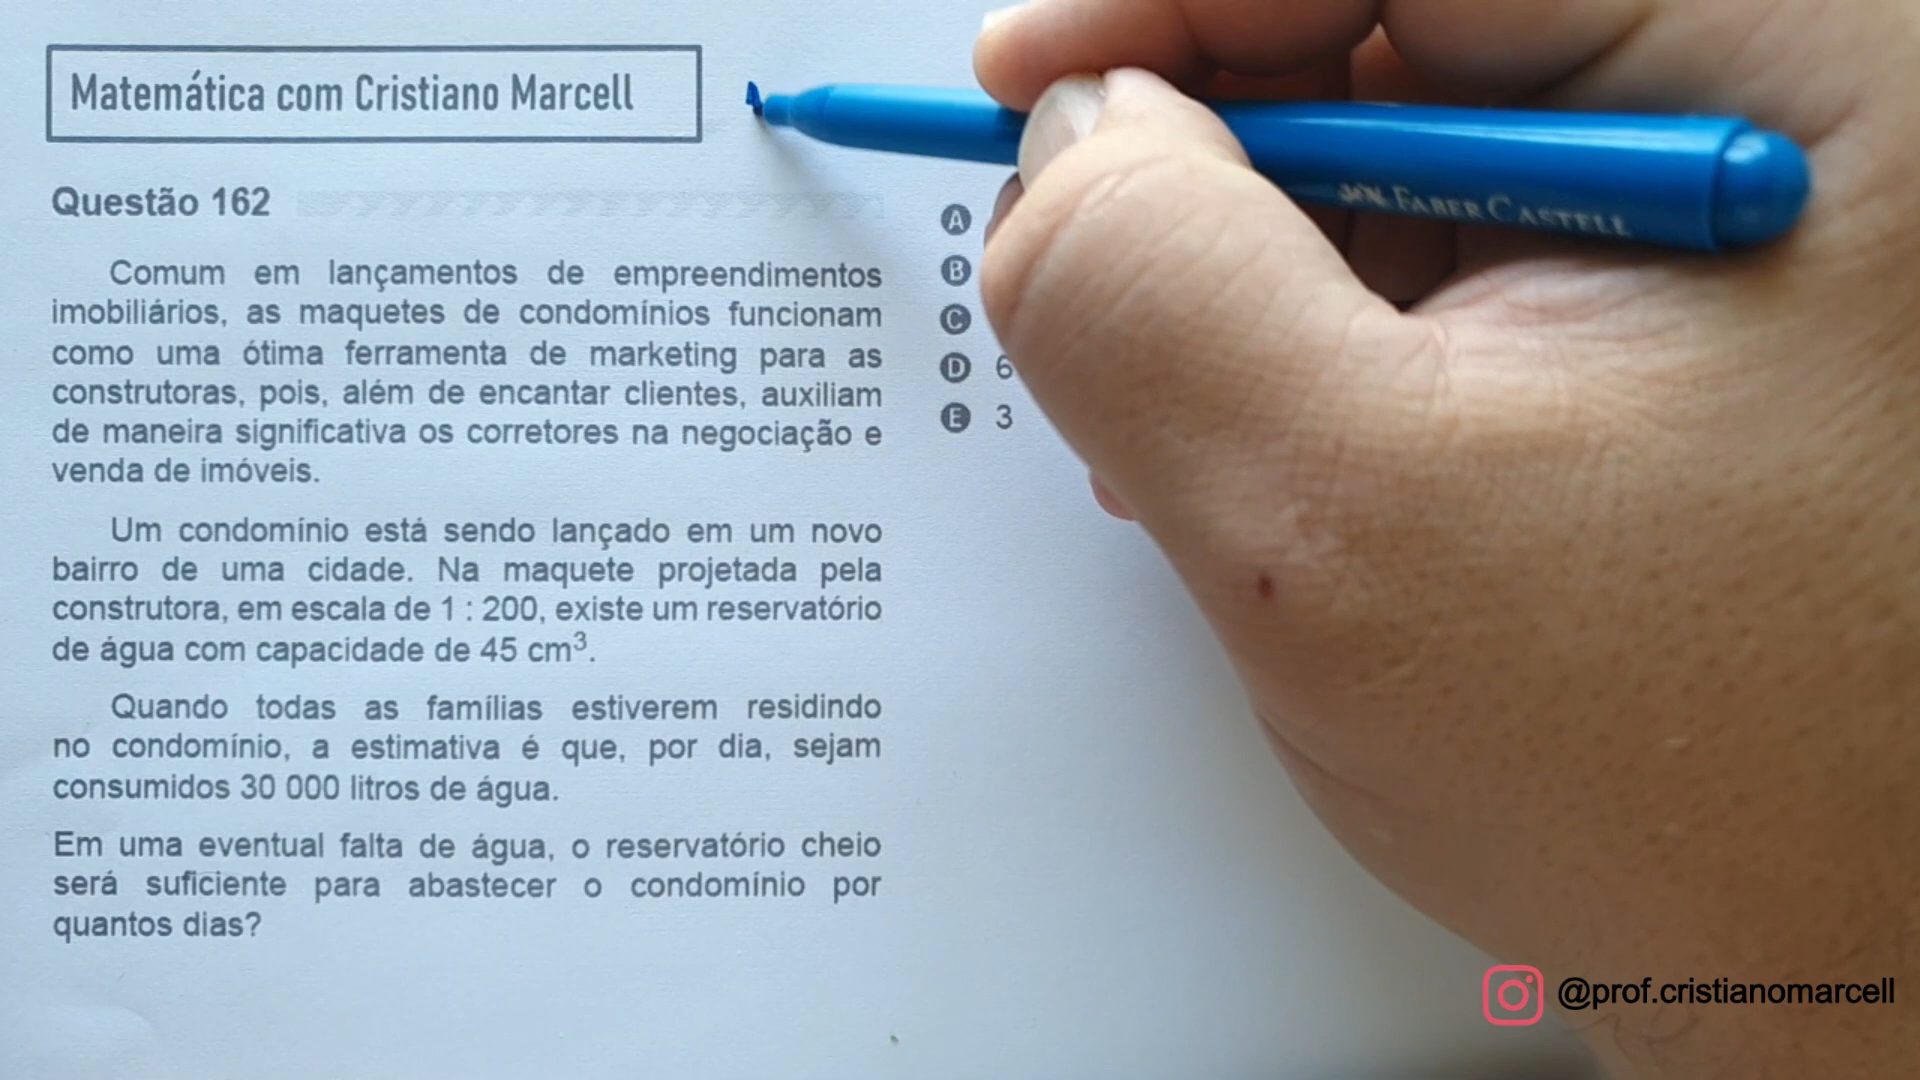 Matemática com Cristiano Marcell
Questão 162
Comum em lançamentos de empreendimentos
imobiliários, as maquetes de condomínios funcionam
como uma ótima ferramenta de marketing para as
construtoras, pois, além de encantar clientes, auxiliam
de maneira significativa os corretores na negociação e
venda de imóveis.
Um condomínio está sendo lançado em um novo
bairro de uma cidade. Na maquete projetada pela
construtora, em escala de 1 : 200, existe um reservatório
de água com capacidade de 45 cm³.
Quando todas as famílias estiverem residindo
no condomínio, a estimativa é que, por dia, sejam
consumidos 30 000 litros de água.
Em uma eventual falta de água, o reservatório cheio
será suficiente para abastecer o condomínio por
quantos dias?
A
B
C
D 6
E 3
FABER CASTELL
@prof.cristianomarcell